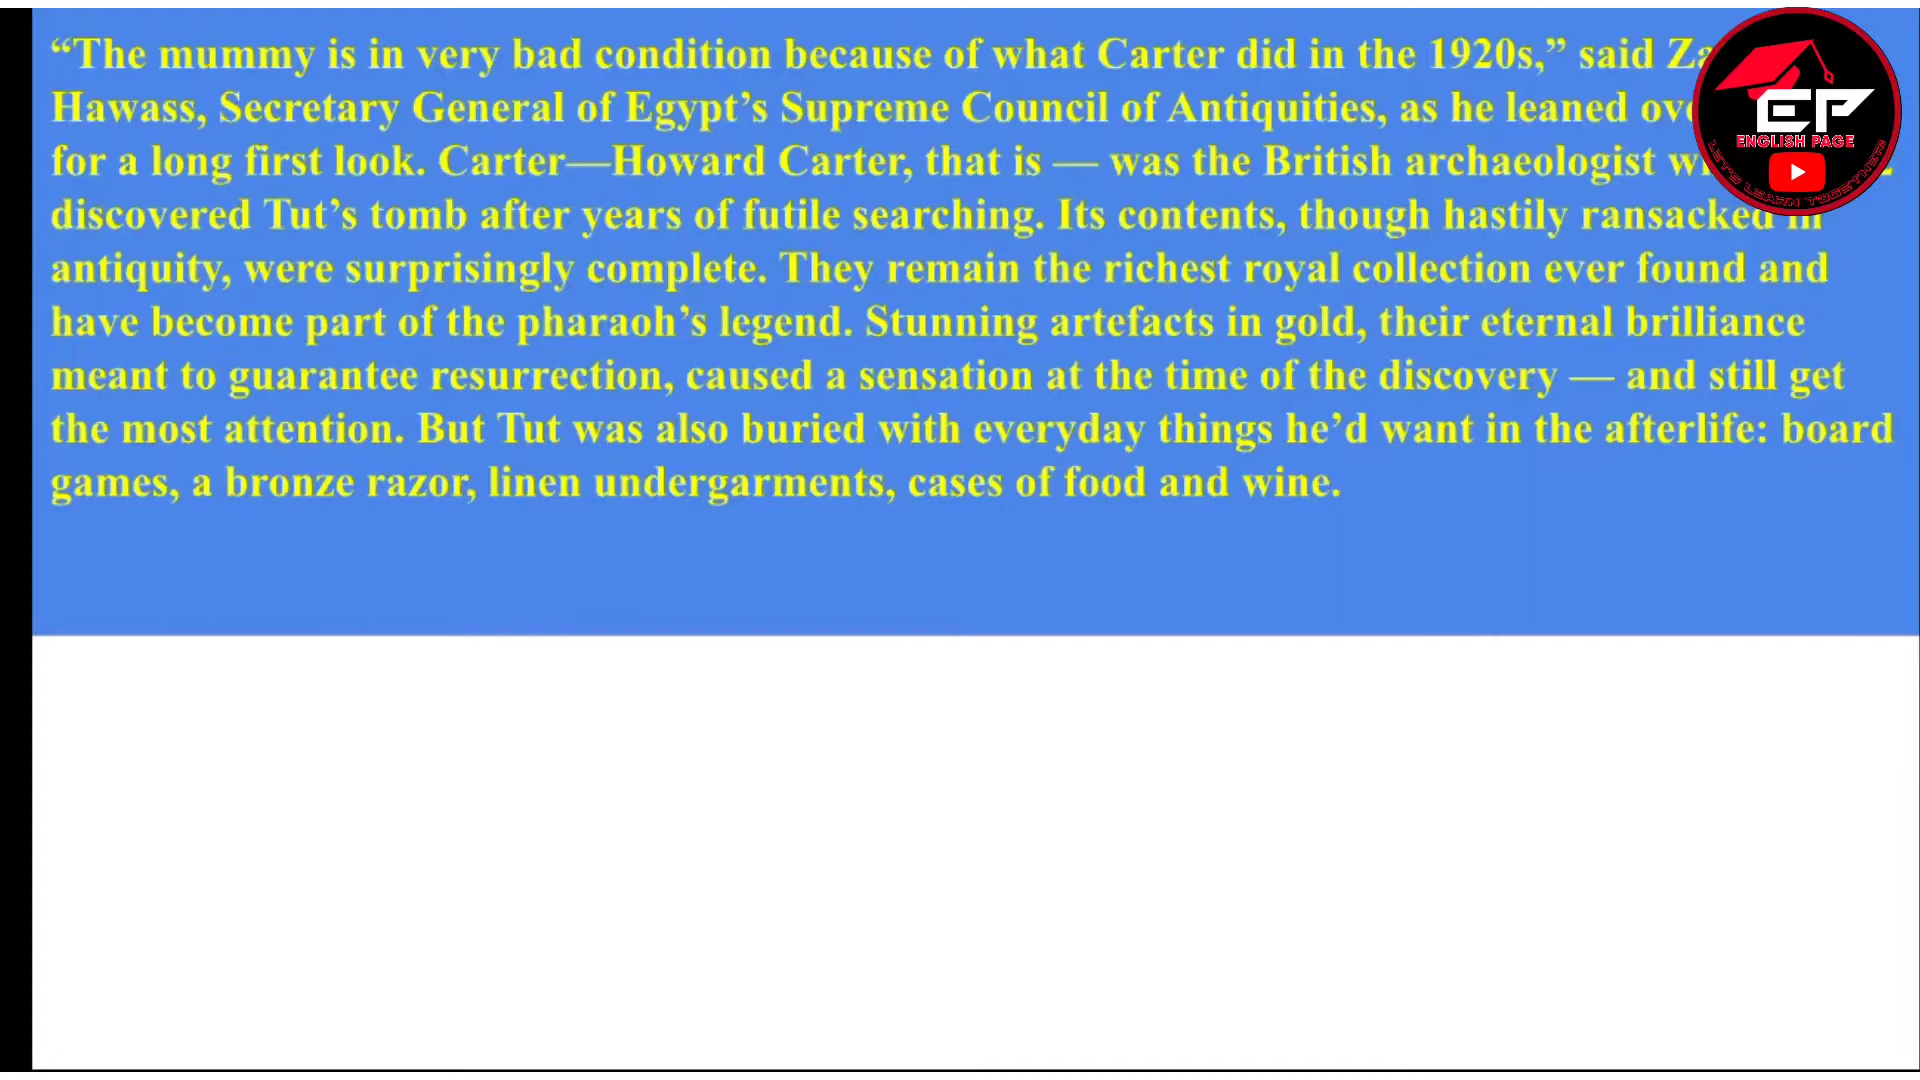 “The mummy is in very bad condition because of what Carter did in the 1920s,” said
Hawass, Secretary General of Egypt’s Supreme Council of Antiquities, as he leaned
for a long first look. Carter—Howard Carter, that is — was the British archaeologist
discovered Tut’s tomb after years of futile searching. Its contents, though hastily ransacked in
antiquity, were surprisingly complete. They remain the richest royal collection ever found and
have become part of the pharaoh’s legend. Stunning artefacts in gold, their eternal brilliance
meant to guarantee resurrection, caused a sensation at the time of the discovery — and still get
the most attention. But Tut was also buried with everyday things he’d want in the afterlife: board
games, a bronze razor, linen undergarments, cases of food and wine.
EP
ENGLISH PAGE
LET'S LEARN TOGETHER!